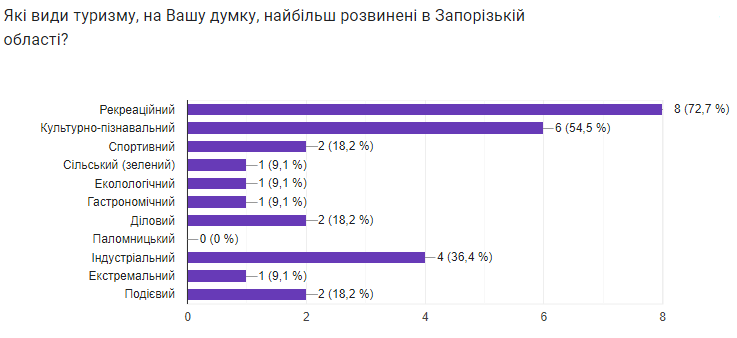 Які види туризму, на Вашу думку, найбільш розвинені в Запорізькій
області?
Рекреаційний 8 (72,7 %)
Культурно-пізнавальний 6 (54,5 %)
Спортивний 2 (18,2 %)
Сільський (зелений) 1 (9,1 %)
Екологогічний 1 (9,1 %)
Гастрономічний 1 (9,1 %)
Діловий 2 (18,2 %)
Паломницький 0 (0 %)
Індустріальний 4 (36,4 %)
Екстремальний 1 (9,1 %)
Подієвий 2 (18,2 %)
0 2 4 6 8